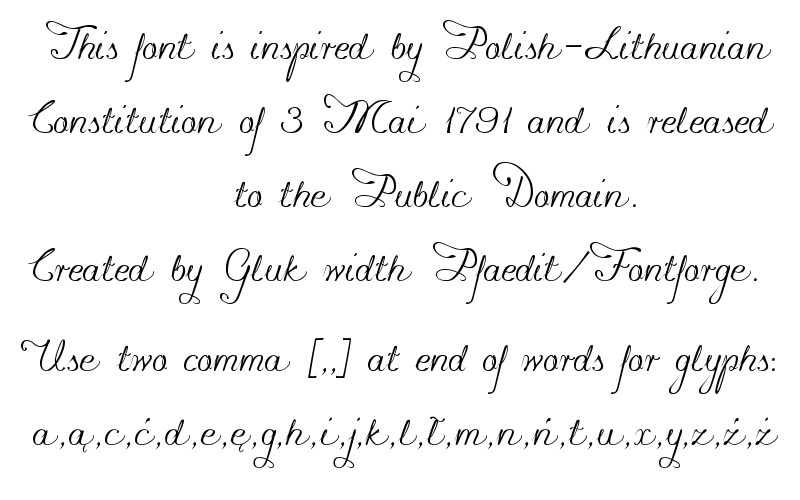 This font is inspired by Polish-Lithuanian
Constitution of 3 Mai 1791 and is released
to the Public Domain.
Created by Gluk width Pfaedit/Fontforge.
Use two comma [,,] at end of words for glyphs:
a,ą,c,ć,d,e,ę,g,h,i,j,k,l,ł,m,n,ń,t,u,x,y,z,ź,ż